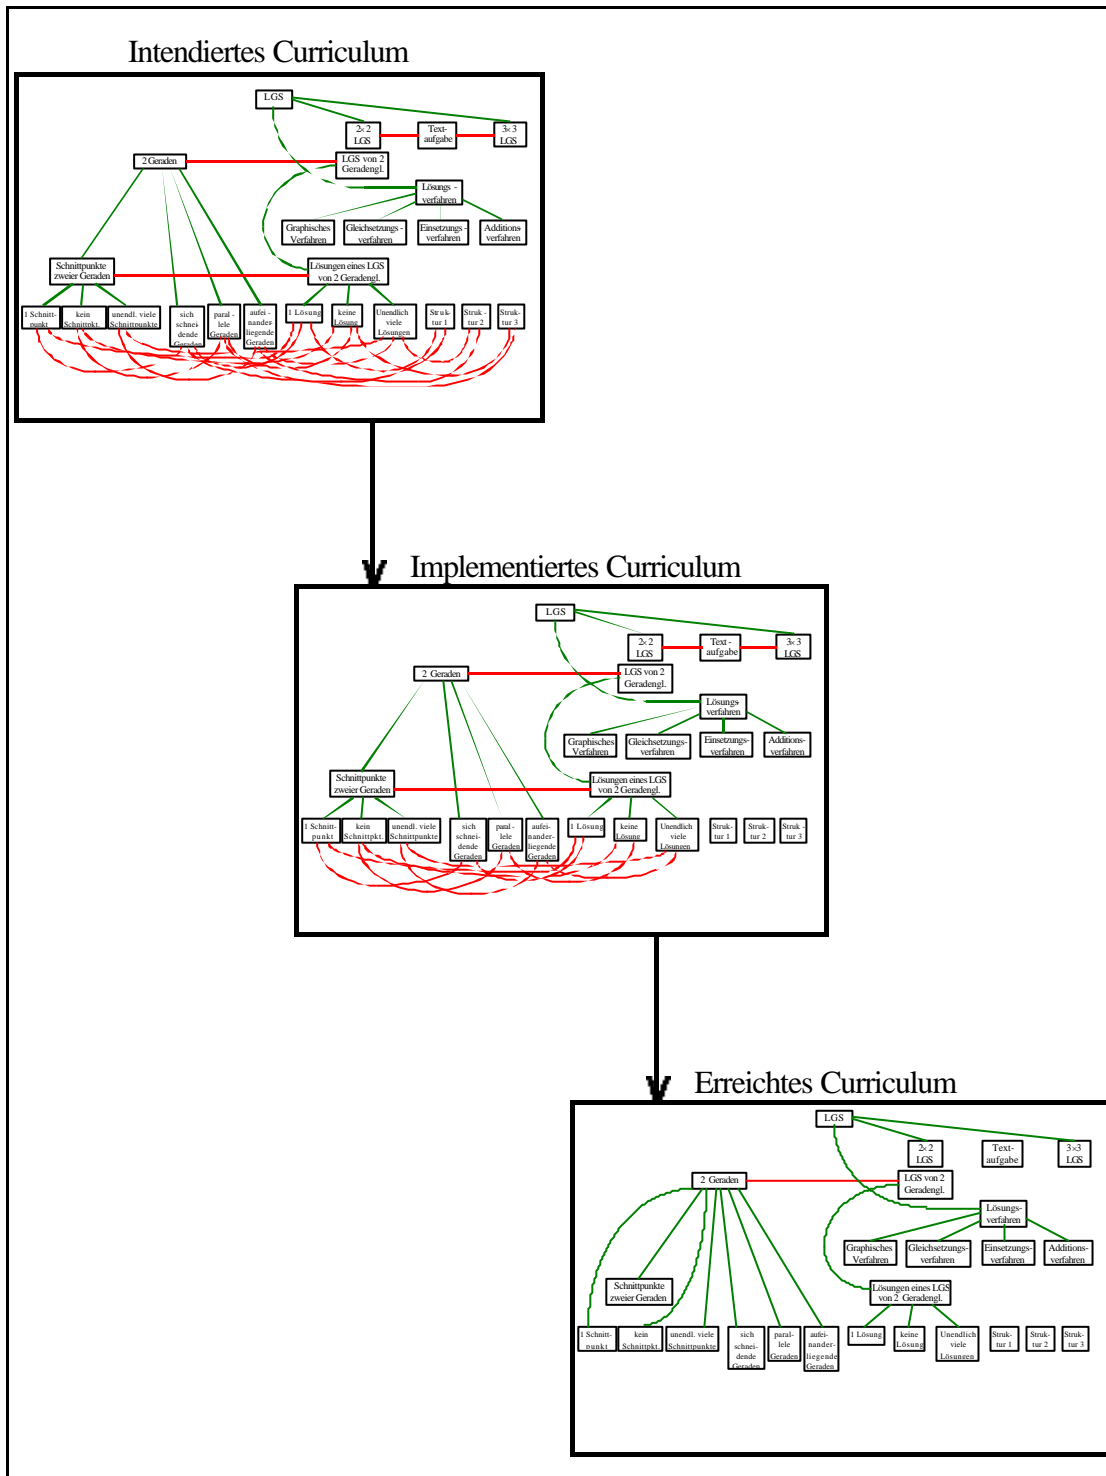 Intendiertes Curriculum
LGS
2×2
LGS
Text-
aufgabe
3×3
LGS
2 Geraden
LGS von 2
Geradengl.
Lösungs -
verfahren
Graphisches
Verfahren
Gleichsetzungs -
verfahren
Einsetzungs -
verfahren
Additions-
verfahren
Schnittpunkte
zweier Geraden
Lösungen eines LGS
von 2 Geradengl.
1 Schnitt-
punkt
kein
Schnittpkt.
unendl. viele
Schnittpunkte
sich
schnei-
dende
Geraden
paral -
lele
Geraden
aufei -
nander-
liegende
Geraden
1 Lösung
keine
Lösung
Unendlich
viele
Lösungen
Struk-
tur 1
Struk -
tur 2
Struk-
tur 3
Implementiertes Curriculum
LGS
2×2
LGS
Text -
aufgabe
3×3
LGS
2 Geraden
LGS von 2
Geradengl.
Lösungs-
verfahren
Graphisches
Verfahren
Gleichsetzungs-
verfahren
Einsetzungs-
verfahren
Additions-
verfahren
Schnittpunkte
zweier Geraden
Lösungen eines LGS
von 2 Geradengl.
1 Schnitt-
punkt
kein
Schnittpkt.
unendl. viele
Schnittpunkte
sich
schnei-
dende
Geraden
paral -
lele
Geraden
aufei-
nander-
liegende
Geraden
1 Lösung
keine
Lösung
Unendlich
viele
Lösungen
Struk-
tur 1
Struk-
tur 2
Struk -
tur 3
Erreichtes Curriculum
LGS
2×2
LGS
Text-
aufgabe
3×3
LGS
2 Geraden
LGS von 2
Geradengl.
Lösungs-
verfahren
Graphisches
Verfahren
Gleichsetzungs-
verfahren
Einsetzungs-
verfahren
Additions-
verfahren
Schnittpunkte
zweier Geraden
Lösungen eines LGS
von 2 Geradengl.
1 Schnitt-
punkt
kein
Schnittpkt.
unendl. viele
Schnittpunkte
sich
schnei-
dende
Geraden
paral-
lele
Geraden
aufei-
nander-
liegende
Geraden
1 Lösung
keine
Lösung
Unendlich
viele
Lösungen
Struk-
tur 1
Struk-
tur 2
Struk-
tur 3